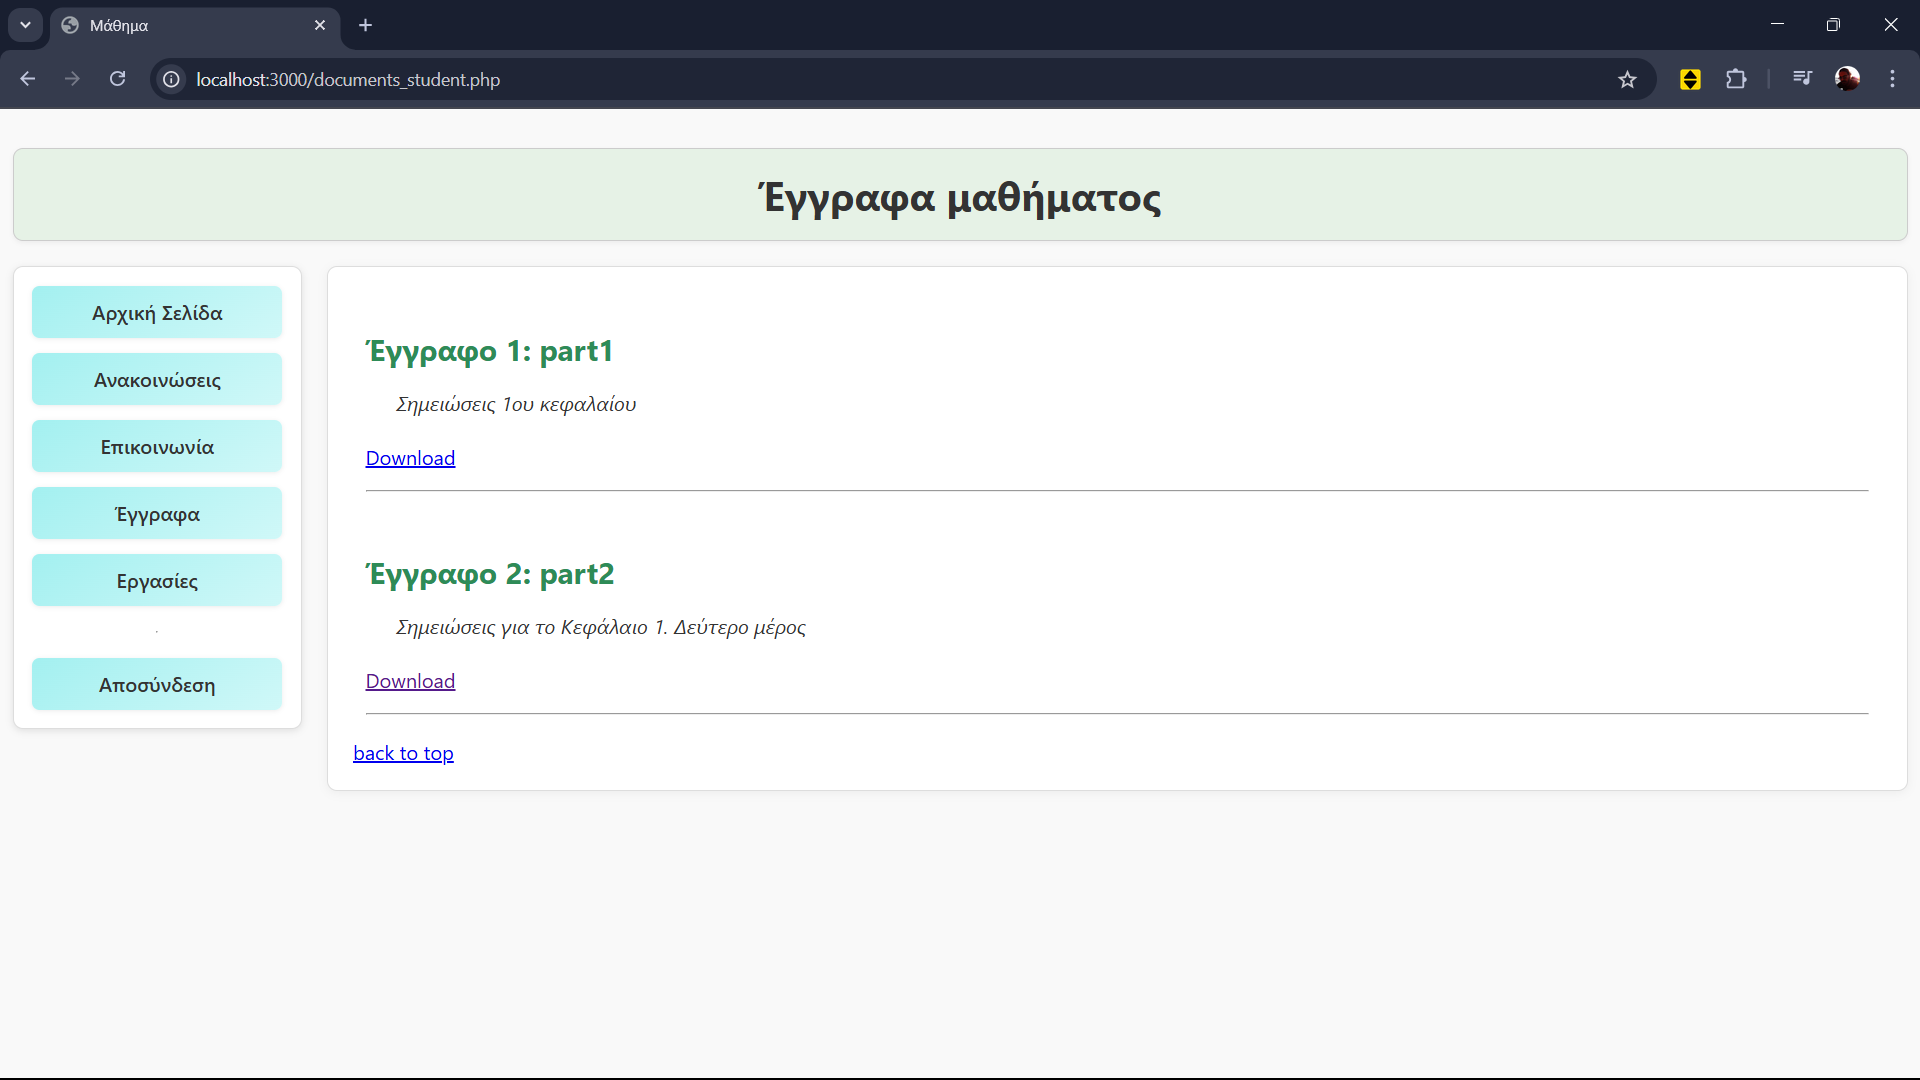 Μάθημα
localhost:3000/documents_student.php
Έγγραφα μαθήματος
Αρχική Σελίδα
Ανακοινώσεις
Επικοινωνία
Έγγραφα
Εργασίες
Αποσύνδεση
Έγγραφο 1: part1
Σημειώσεις 1ου κεφαλαίου
Download
Έγγραφο 2: part2
Σημειώσεις για το Κεφάλαιο 1. Δεύτερο μέρος
Download
back to top